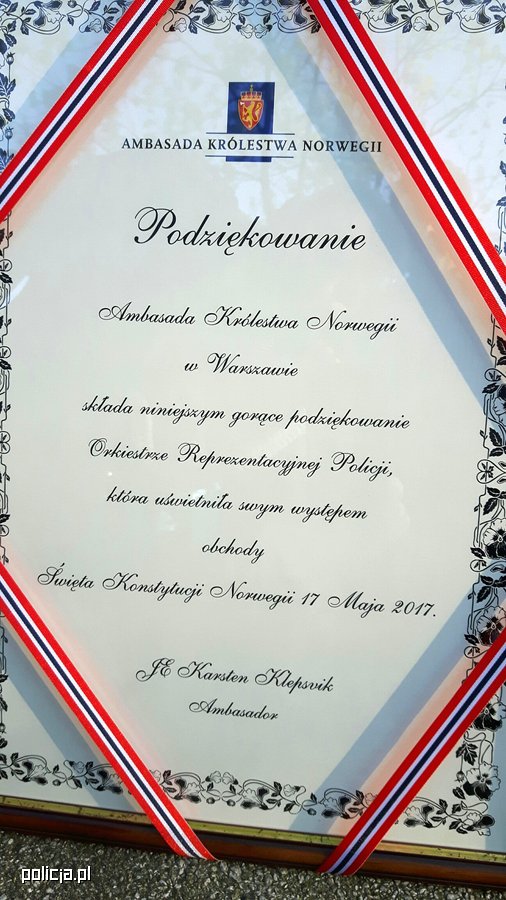 AMBASADA KRÓLESTWA NORWEGII
Podziękowanie
Ambasada Królestwa Norwegii
w Warszawie
składa niniejszym gorące podziękowanie
Orkiestrze Reprezentacyjnej Policji,
która uświetniła swym występem
obchody
Święta Konstytucji Norwegii 17 Maja 2017.
JE Karsten Klepsvik
Ambasador
policja.pl